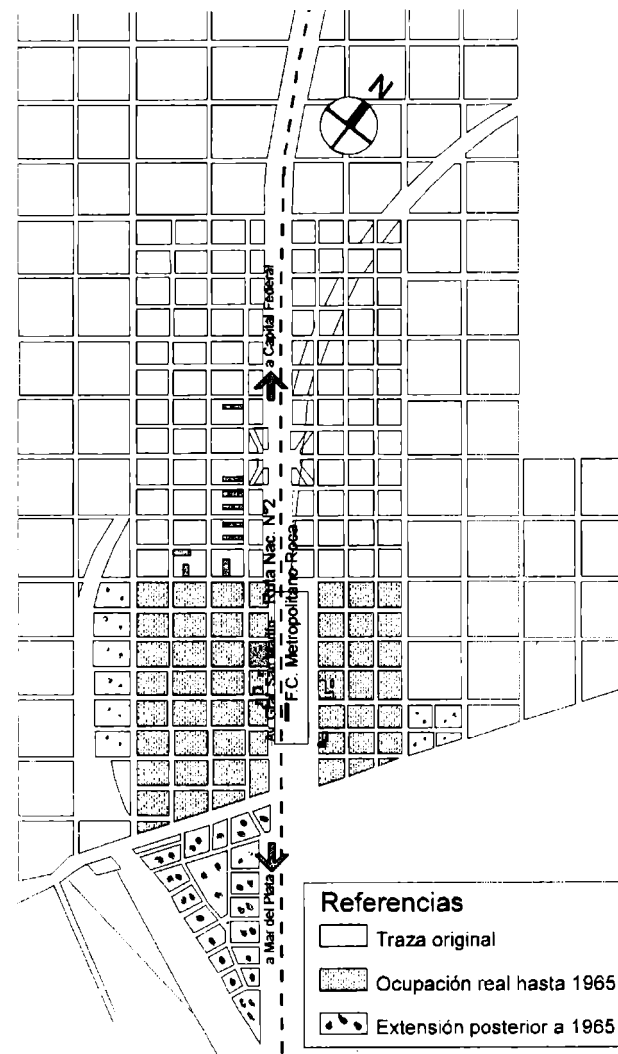 N
a Capital Federal
Av. Gral. San Martín - Ruta Nac. N°2
F.C. Metropolitano Roca
a Mar del Plata
Referencias
Traza original
Ocupación real hasta 1965
Extensión posterior a 1965